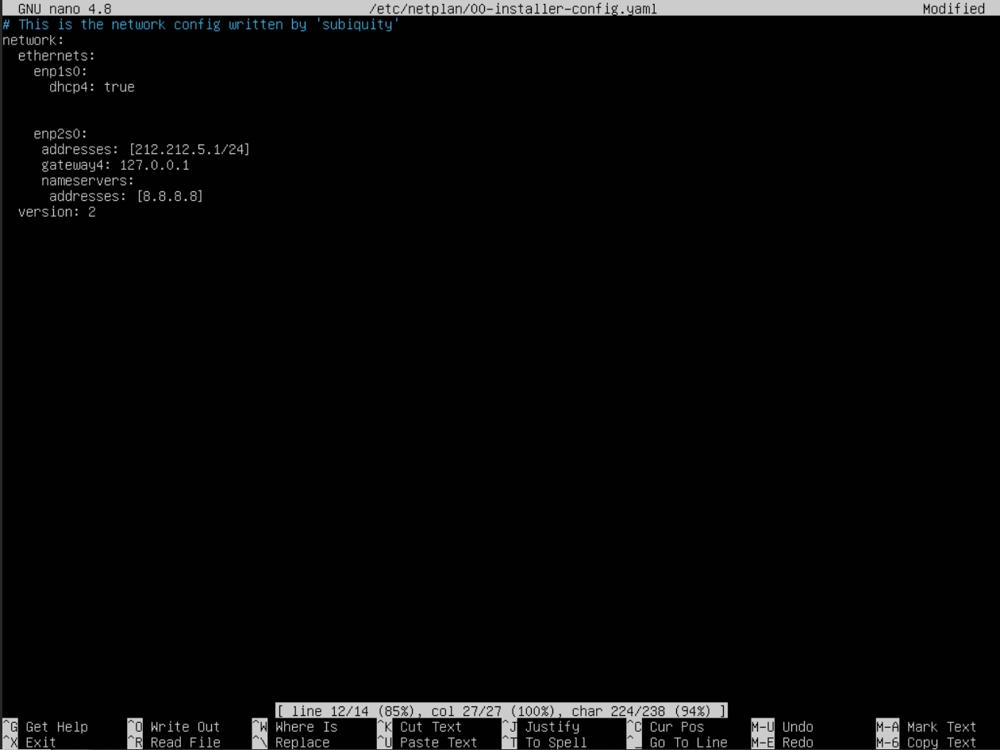 GNU nano 4.8 /etc/netplan/00-installer-config.yaml Modified
# This is the network config written by 'subiquity'
network:
  ethernets:
    enp1s0:
      dhcp4: true
    enp2s0:
     addresses: [212.212.5.1/24]
     gateway4: 127.0.0.1
     nameservers:
      addresses: [8.8.8.8]
  version: 2
[ line 12/14 (85%), col 27/27 (100%), char 224/238 (94%) ]
^G Get Help ^O Write Out ^W Where Is ^K Cut Text ^J Justify ^C Cur Pos M-U Undo M-A Mark Text
^X Exit ^R Read File ^\ Replace ^U Paste Text ^T To Spell ^_ Go To Line M-E Redo M-6 Copy Text